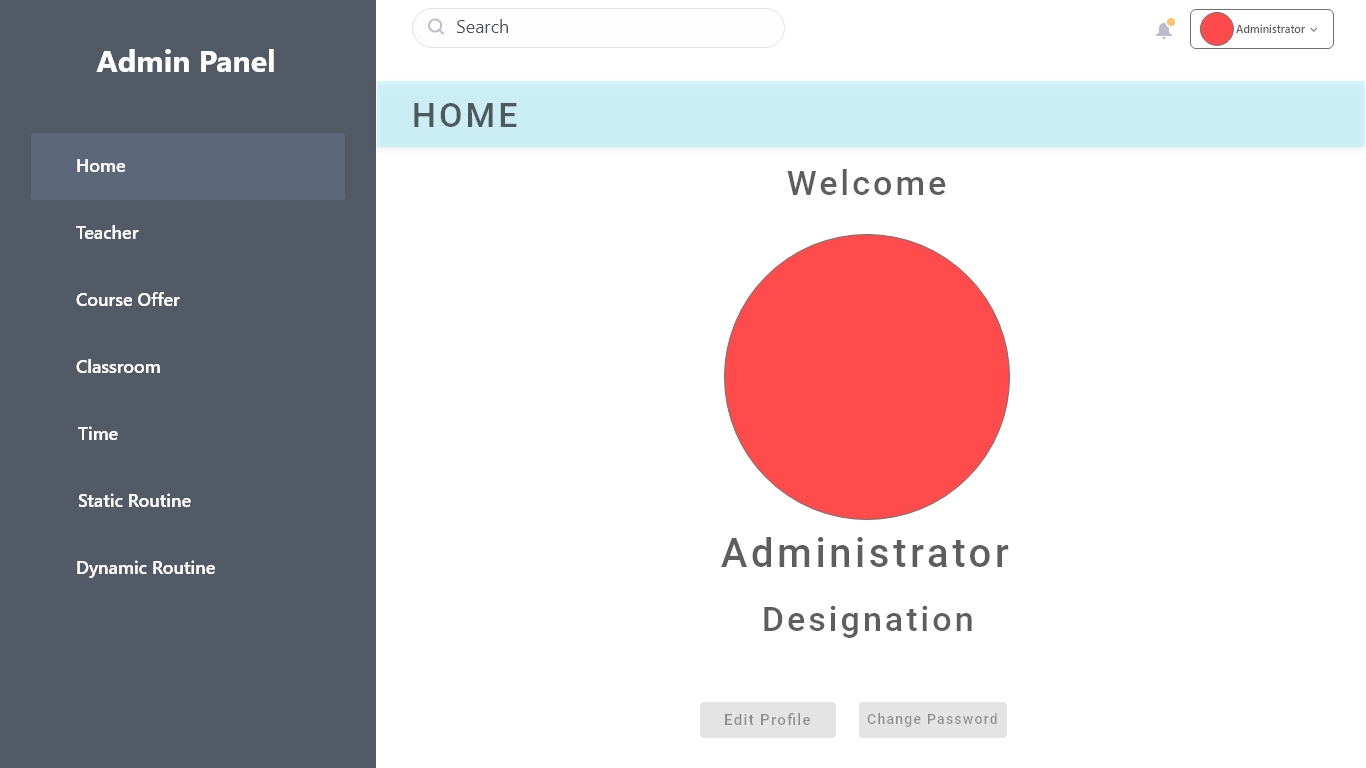 Admin Panel
Home
Teacher
Course Offer
Classroom
Time
Static Routine
Dynamic Routine
Search
Administrator
HOME
Welcome
Administrator
Designation
Edit Profile
Change Password